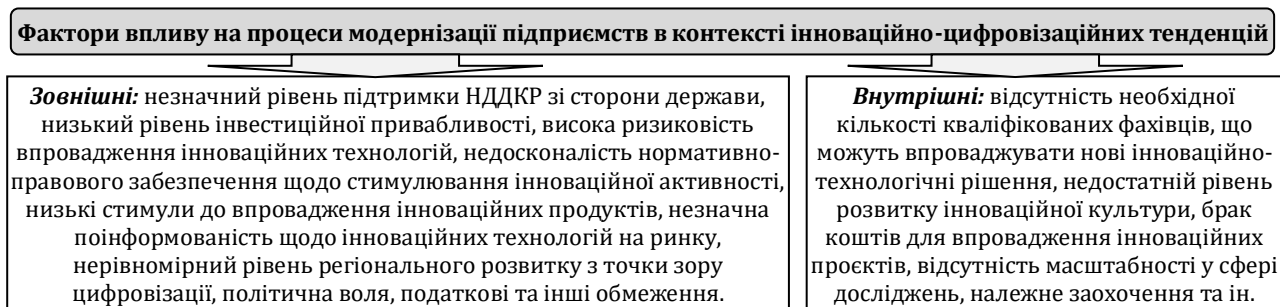 Фактори впливу на процеси модернізації підприємств в контексті інноваційно-цифровізаційних тенденцій
Зовнішні: незначний рівень підтримки НДДКР зі сторони держави,
низький рівень інвестиційної привабливості, висока ризиковість
впровадження інноваційних технологій, недосконалість нормативно-
правового забезпечення щодо стимулювання інноваційної активності,
низькі стимули до впровадження інноваційних продуктів, незначна
поінформованість щодо інноваційних технологій на ринку,
нерівномірний рівень регіонального розвитку з точки зору
цифровізації, політична воля, податкові та інші обмеження.
Внутрішні: відсутність необхідної
кількості кваліфікованих фахівців, що
можуть впроваджувати нові інноваційно-
технологічні рішення, недостатній рівень
розвитку інноваційної культури, брак
коштів для впровадження інноваційних
проєктів, відсутність масштабності у сфері
досліджень, належне заохочення та ін.